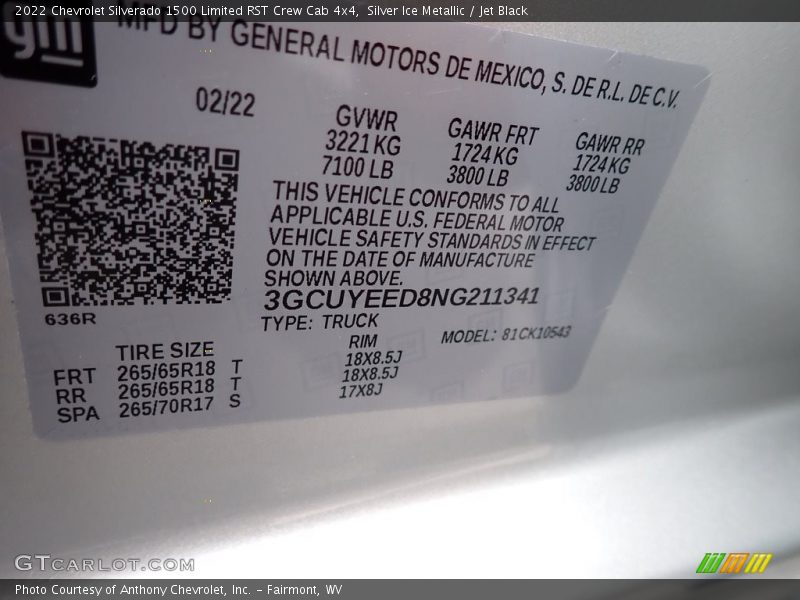 2022 Chevrolet Silverado 1500 Limited RST Crew Cab 4x4, Silver Ice Metallic / Jet Black
gm
MFD BY GENERAL MOTORS DE MEXICO, S. DE R.L. DE C.V.
02/22
GVWR GAWR FRT GAWR RR
3221 KG 1724 KG 1724 KG
7100 LB 3800 LB 3800 LB
THIS VEHICLE CONFORMS TO ALL
APPLICABLE U.S. FEDERAL MOTOR
VEHICLE SAFETY STANDARDS IN EFFECT
ON THE DATE OF MANUFACTURE
SHOWN ABOVE.
3GCUYEED8NG211341
636R
TYPE: TRUCK MODEL: 81CK10543
TIRE SIZE RIM
FRT 265/65R18 T 18X8.5J
RR 265/65R18 T 18X8.5J
SPA 265/70R17 S 17X8J
GTCARLOT.COM
Photo Courtesy of Anthony Chevrolet, Inc. – Fairmont, WV